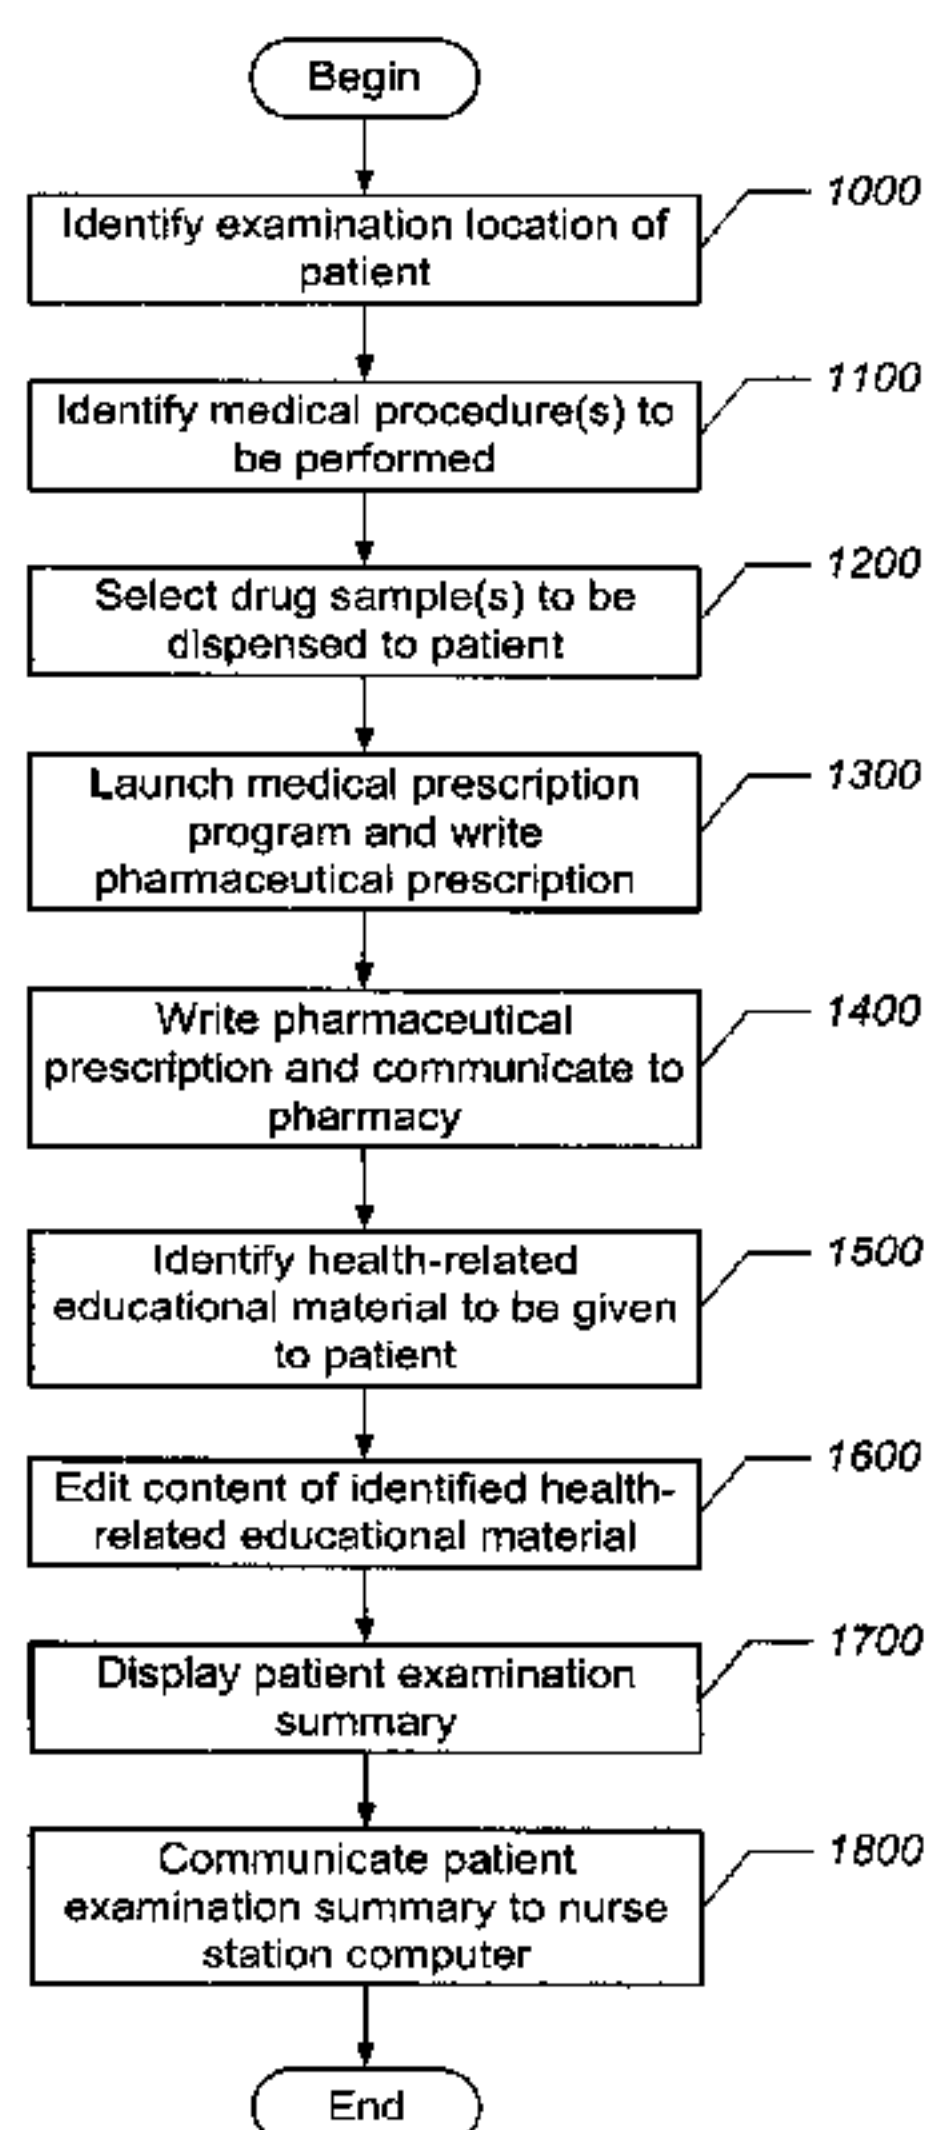 Begin
1000
Identify examination location of
patient
1100
Identify medical procedure(s) to
be performed
1200
Select drug sample(s) to be
dispensed to patient
1300
Launch medical prescription
program and write
pharmaceutical prescription
1400
Write pharmaceutical
prescription and communicate to
pharmacy
1500
Identify health-related
educational material to be given
to patient
1600
Edit content of identified health-
related educational material
1700
Display patient examination
summary
1800
Communicate patient
examination summary to nurse
station computer
End